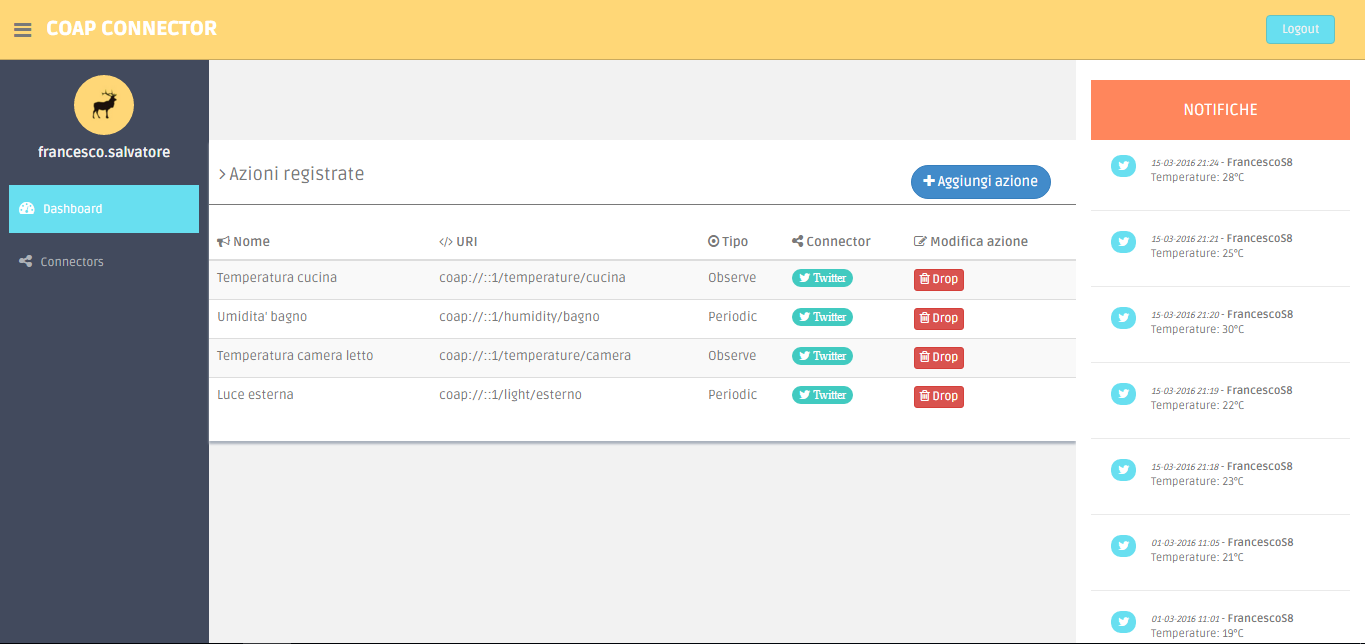 COAP CONNECTOR
Logout
francesco.salvatore
Dashboard
Connectors
Azioni registrate
Aggiungi azione
Nome URI Tipo Connector Modifica azione
Temperatura cucina coap://::1/temperature/cucina Observe Twitter Drop
Umidita' bagno coap://::1/humidity/bagno Periodic Twitter Drop
Temperatura camera letto coap://::1/temperature/camera Observe Twitter Drop
Luce esterna coap://::1/light/esterno Periodic Twitter Drop
NOTIFICHE
15-03-2016 21:24 - FrancescoS8
Temperature: 28°C
15-03-2016 21:21 - FrancescoS8
Temperature: 25°C
15-03-2016 21:20 - FrancescoS8
Temperature: 30°C
15-03-2016 21:19 - FrancescoS8
Temperature: 22°C
15-03-2016 21:18 - FrancescoS8
Temperature: 23°C
01-03-2016 11:05 - FrancescoS8
Temperature: 21°C
01-03-2016 11:01 - FrancescoS8
Temperature: 19°C